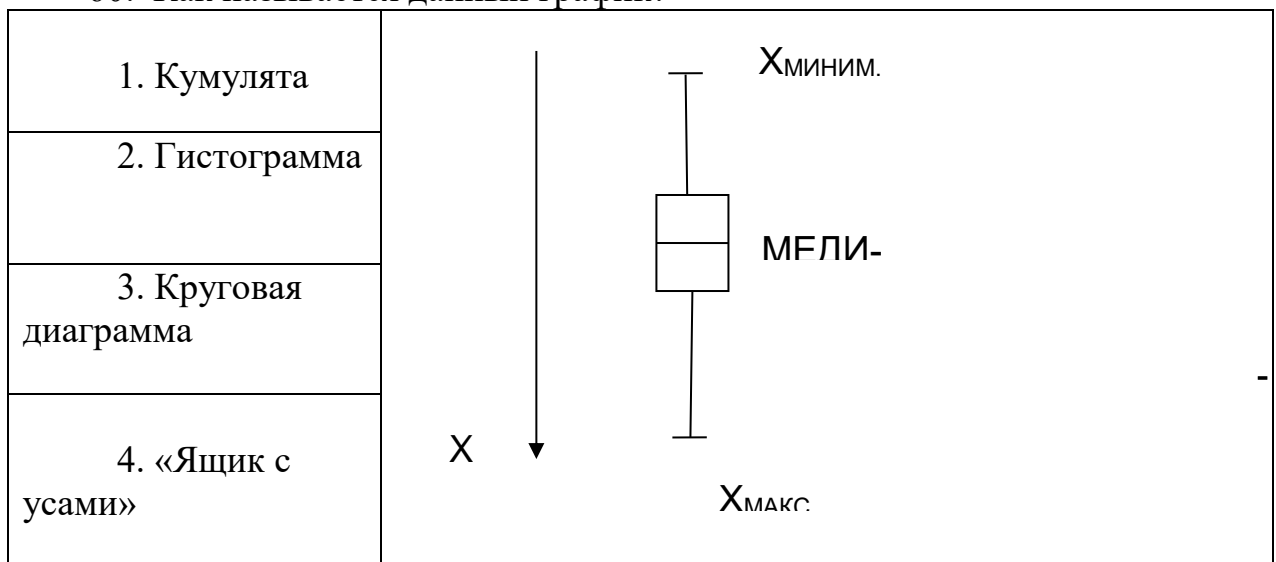 1. Кумулята
2. Гистограмма
3. Круговая
диаграмма
4. «Ящик с
усами»
XМИНИМ.
МЕДИ-
-
X
XМАКС